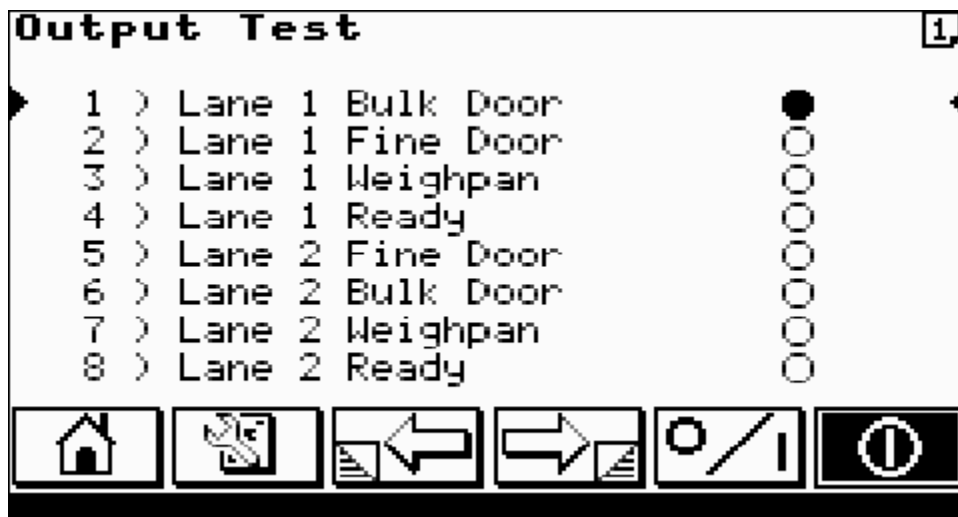 Output Test
1
1 > Lane 1 Bulk Door
2 > Lane 1 Fine Door
3 > Lane 1 Weighpan
4 > Lane 1 Ready
5 > Lane 2 Fine Door
6 > Lane 2 Bulk Door
7 > Lane 2 Weighpan
8 > Lane 2 Ready
O/I